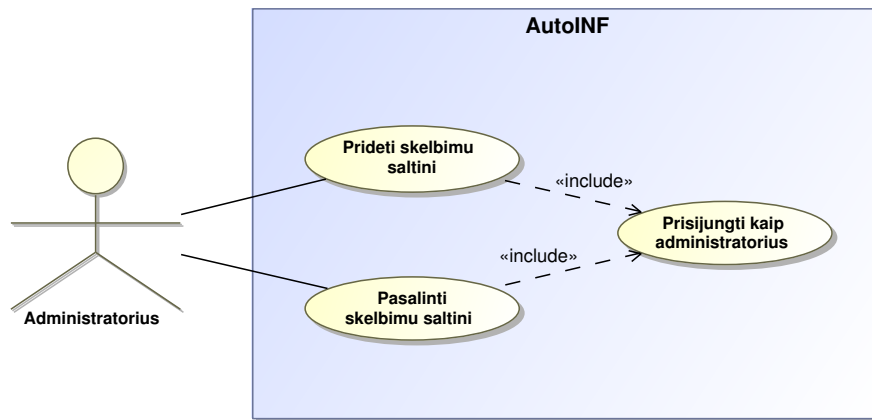 AutoINF
Prideti skelbimu
saltini
«include»
Prisijungti kaip
administratorius
«include»
Pasalinti
skelbimu saltini
Administratorius